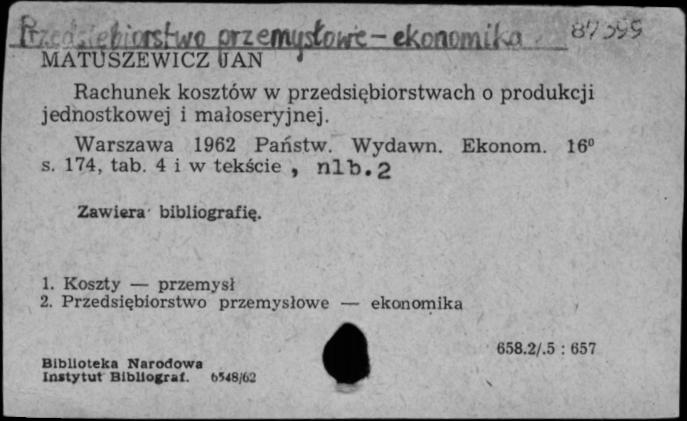 Przedsiębiorstwo przemysłowe - ekonomika
MATUSZEWICZ JAN
Rachunek kosztów w przedsiębiorstwach o produkcji
jednostkowej i małoseryjnej.
Warszawa 1962 Państw. Wydawn. Ekonom. 16⁰
s. 174, tab. 4 i w tekście, nlb. 2
Zawiera bibliografię.
1. Koszty — przemysł
2. Przedsiębiorstwo przemysłowe — ekonomika
658.2/.5 : 657
Biblioteka Narodowa
Instytut Bibliograf. 6548/62